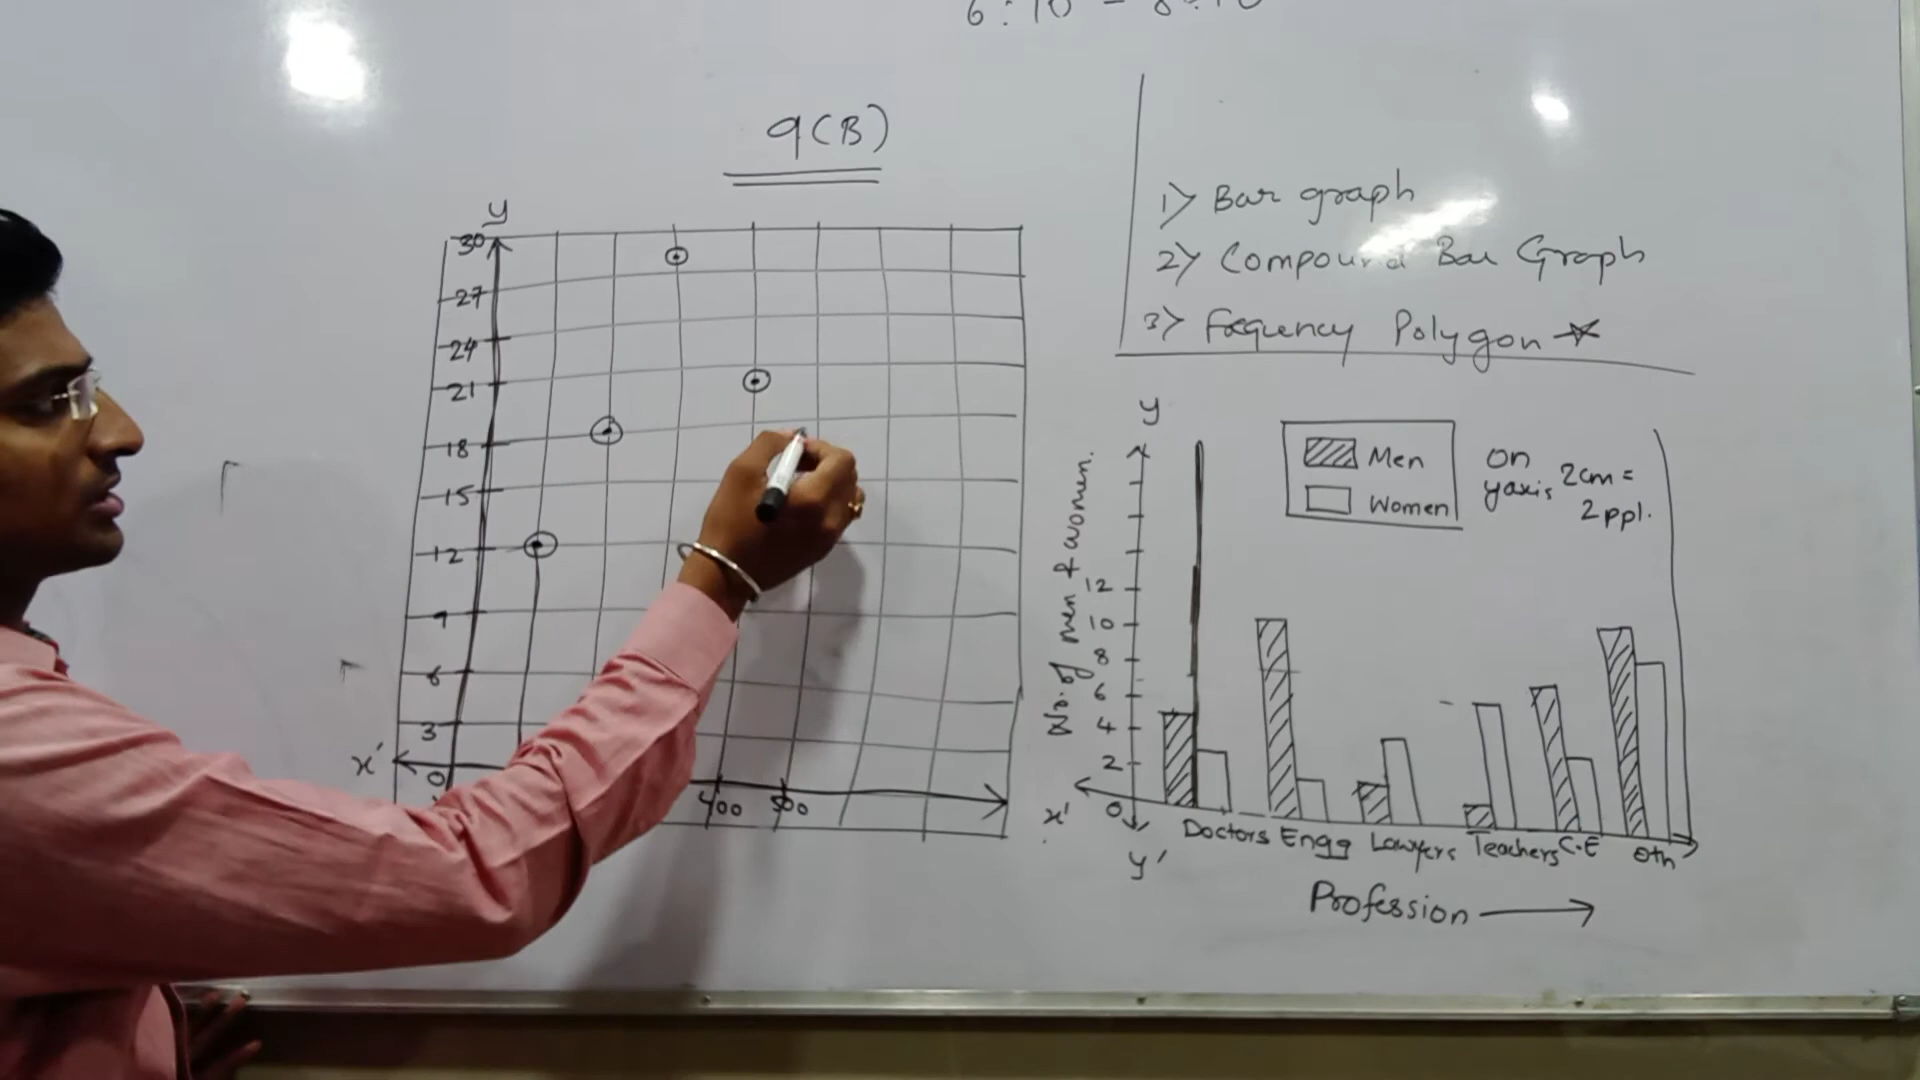 9(B)
y
30
27
24
21
18
15
12
9
6
3
x' 0
400 500
1) Bar graph
2) Compound Bar Graph
3) Feequency Polygon
y
Men
Women
on
yaxis 2cm =
2 ppl.
No. of men & women.
12
10
8
6
4
2
x' 0
y'
Doctors Engg Lawyers Teachers C.E Oth
Profession